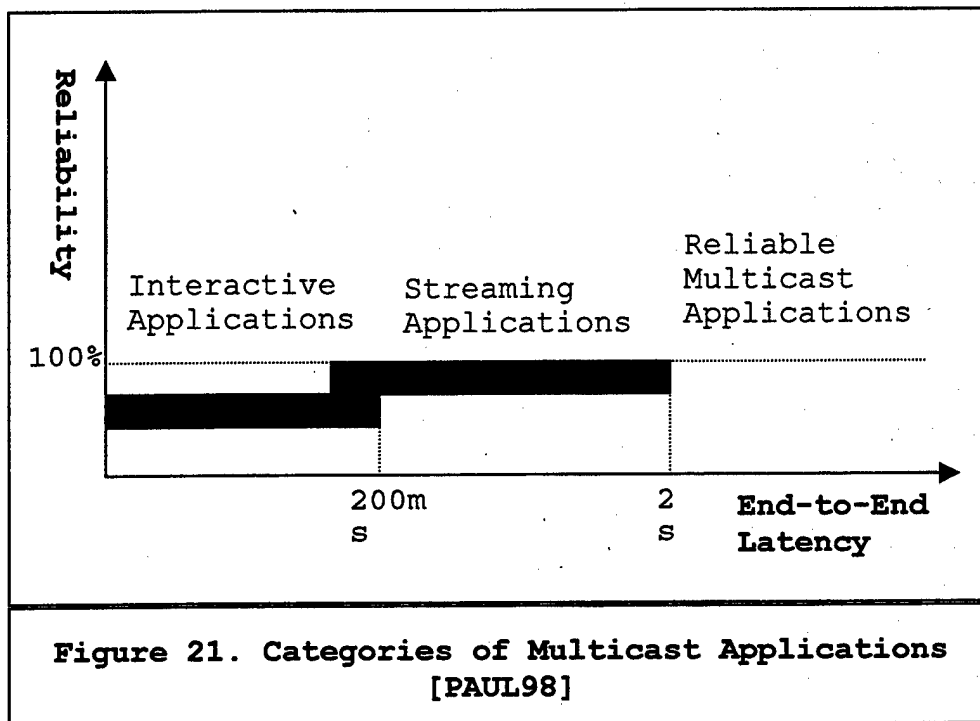 Reliability
Interactive
Applications
Streaming
Applications
Reliable
Multicast
Applications
100%
200m
s
2
s
End-to-End
Latency
Figure 21. Categories of Multicast Applications
[PAUL98]